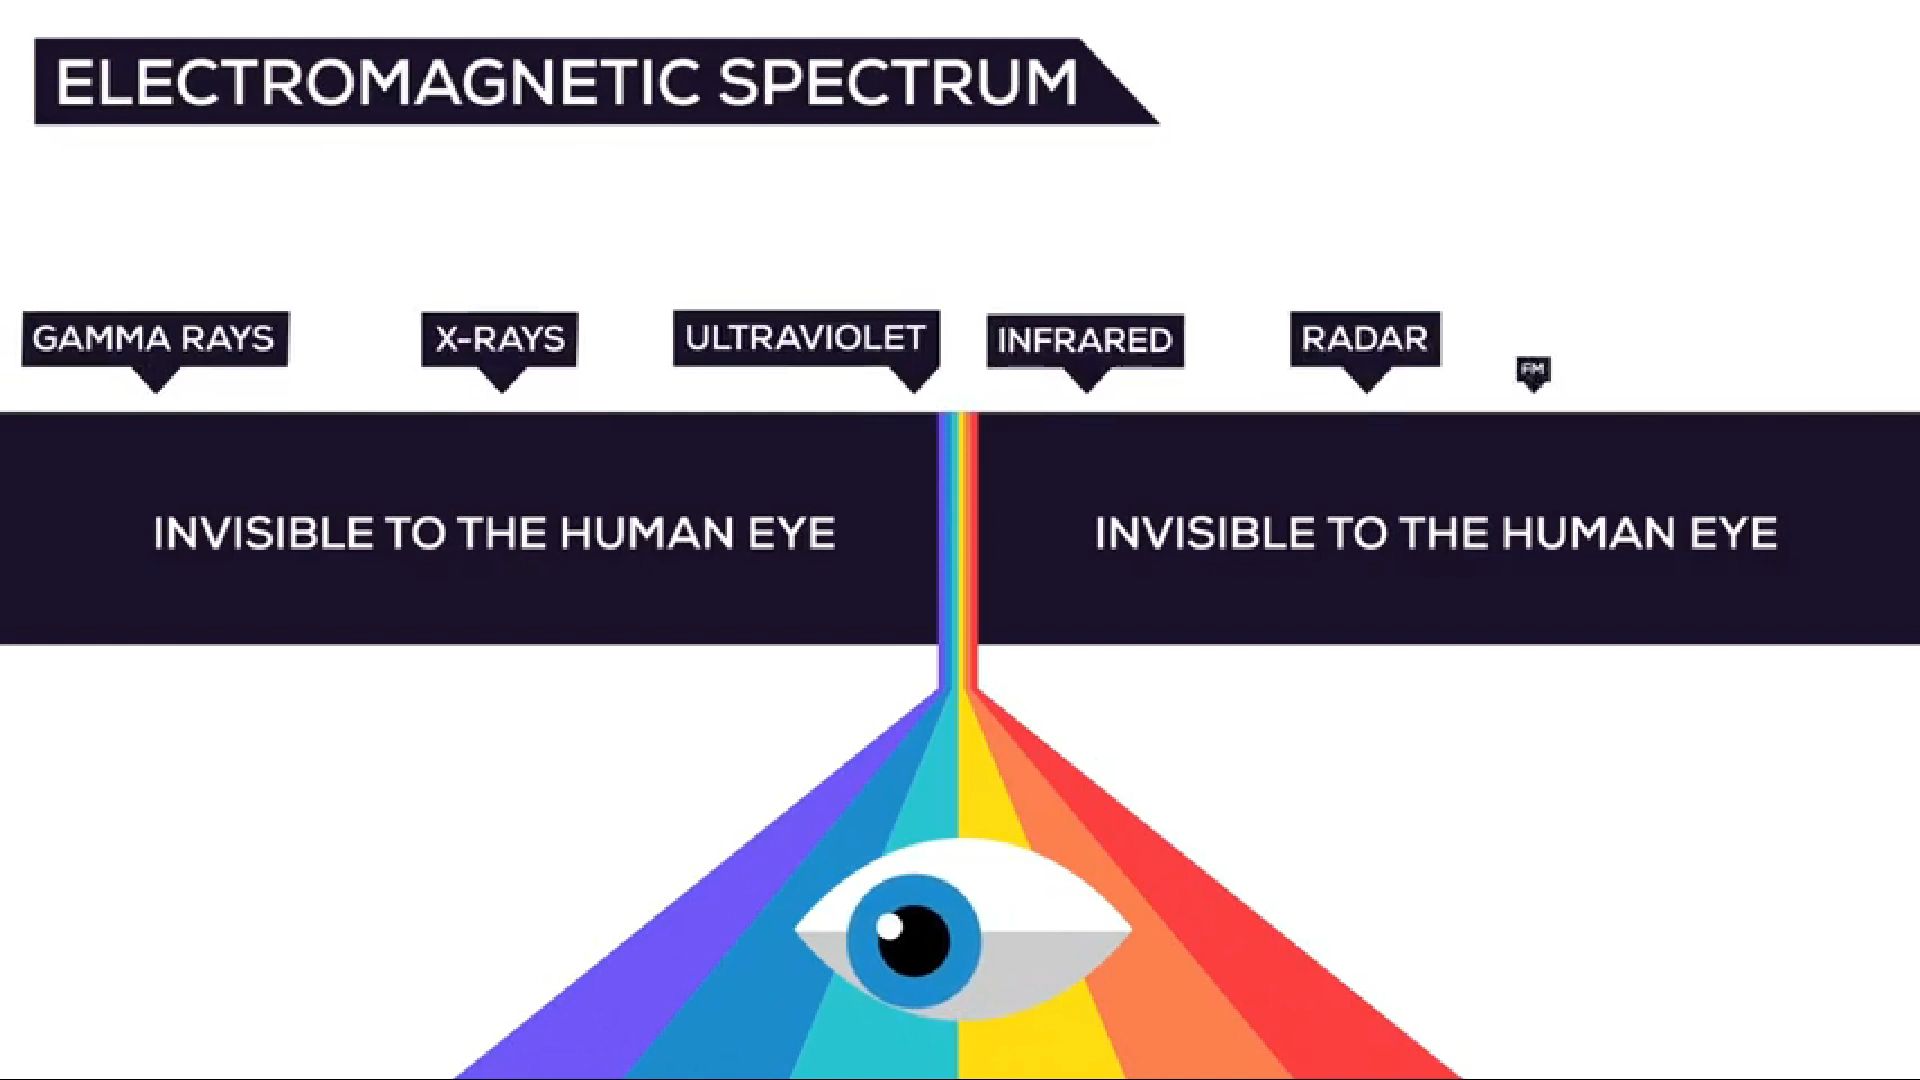 ELECTROMAGNETIC SPECTRUM
GAMMA RAYS
X-RAYS
ULTRAVIOLET
INFRARED
RADAR
FM
INVISIBLE TO THE HUMAN EYE
INVISIBLE TO THE HUMAN EYE